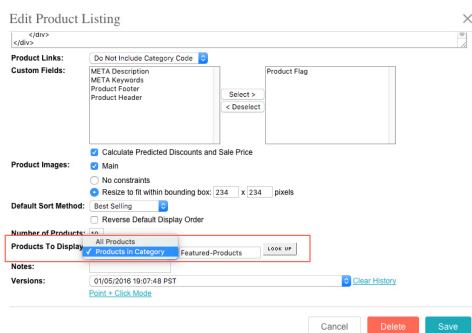 Edit Product Listing
</div>
</div>
Product Links: Do Not Include Category Code
Custom Fields: META Description
META Keywords
Product Footer
Product Header
Select >
< Deselect
Product Flag
Calculate Predicted Discounts and Sale Price
Product Images: Main
No constraints
Resize to fit within bounding box: 234 x 234 pixels
Default Sort Method: Best Selling
Reverse Default Display Order
Number of Products: 10
All Products
Products To Display
✓ Products in Category Featured-Products LOOK UP
Notes:
Versions: 01/05/2016 19:07:48 PST Clear History
Point + Click Mode
Cancel Delete Save